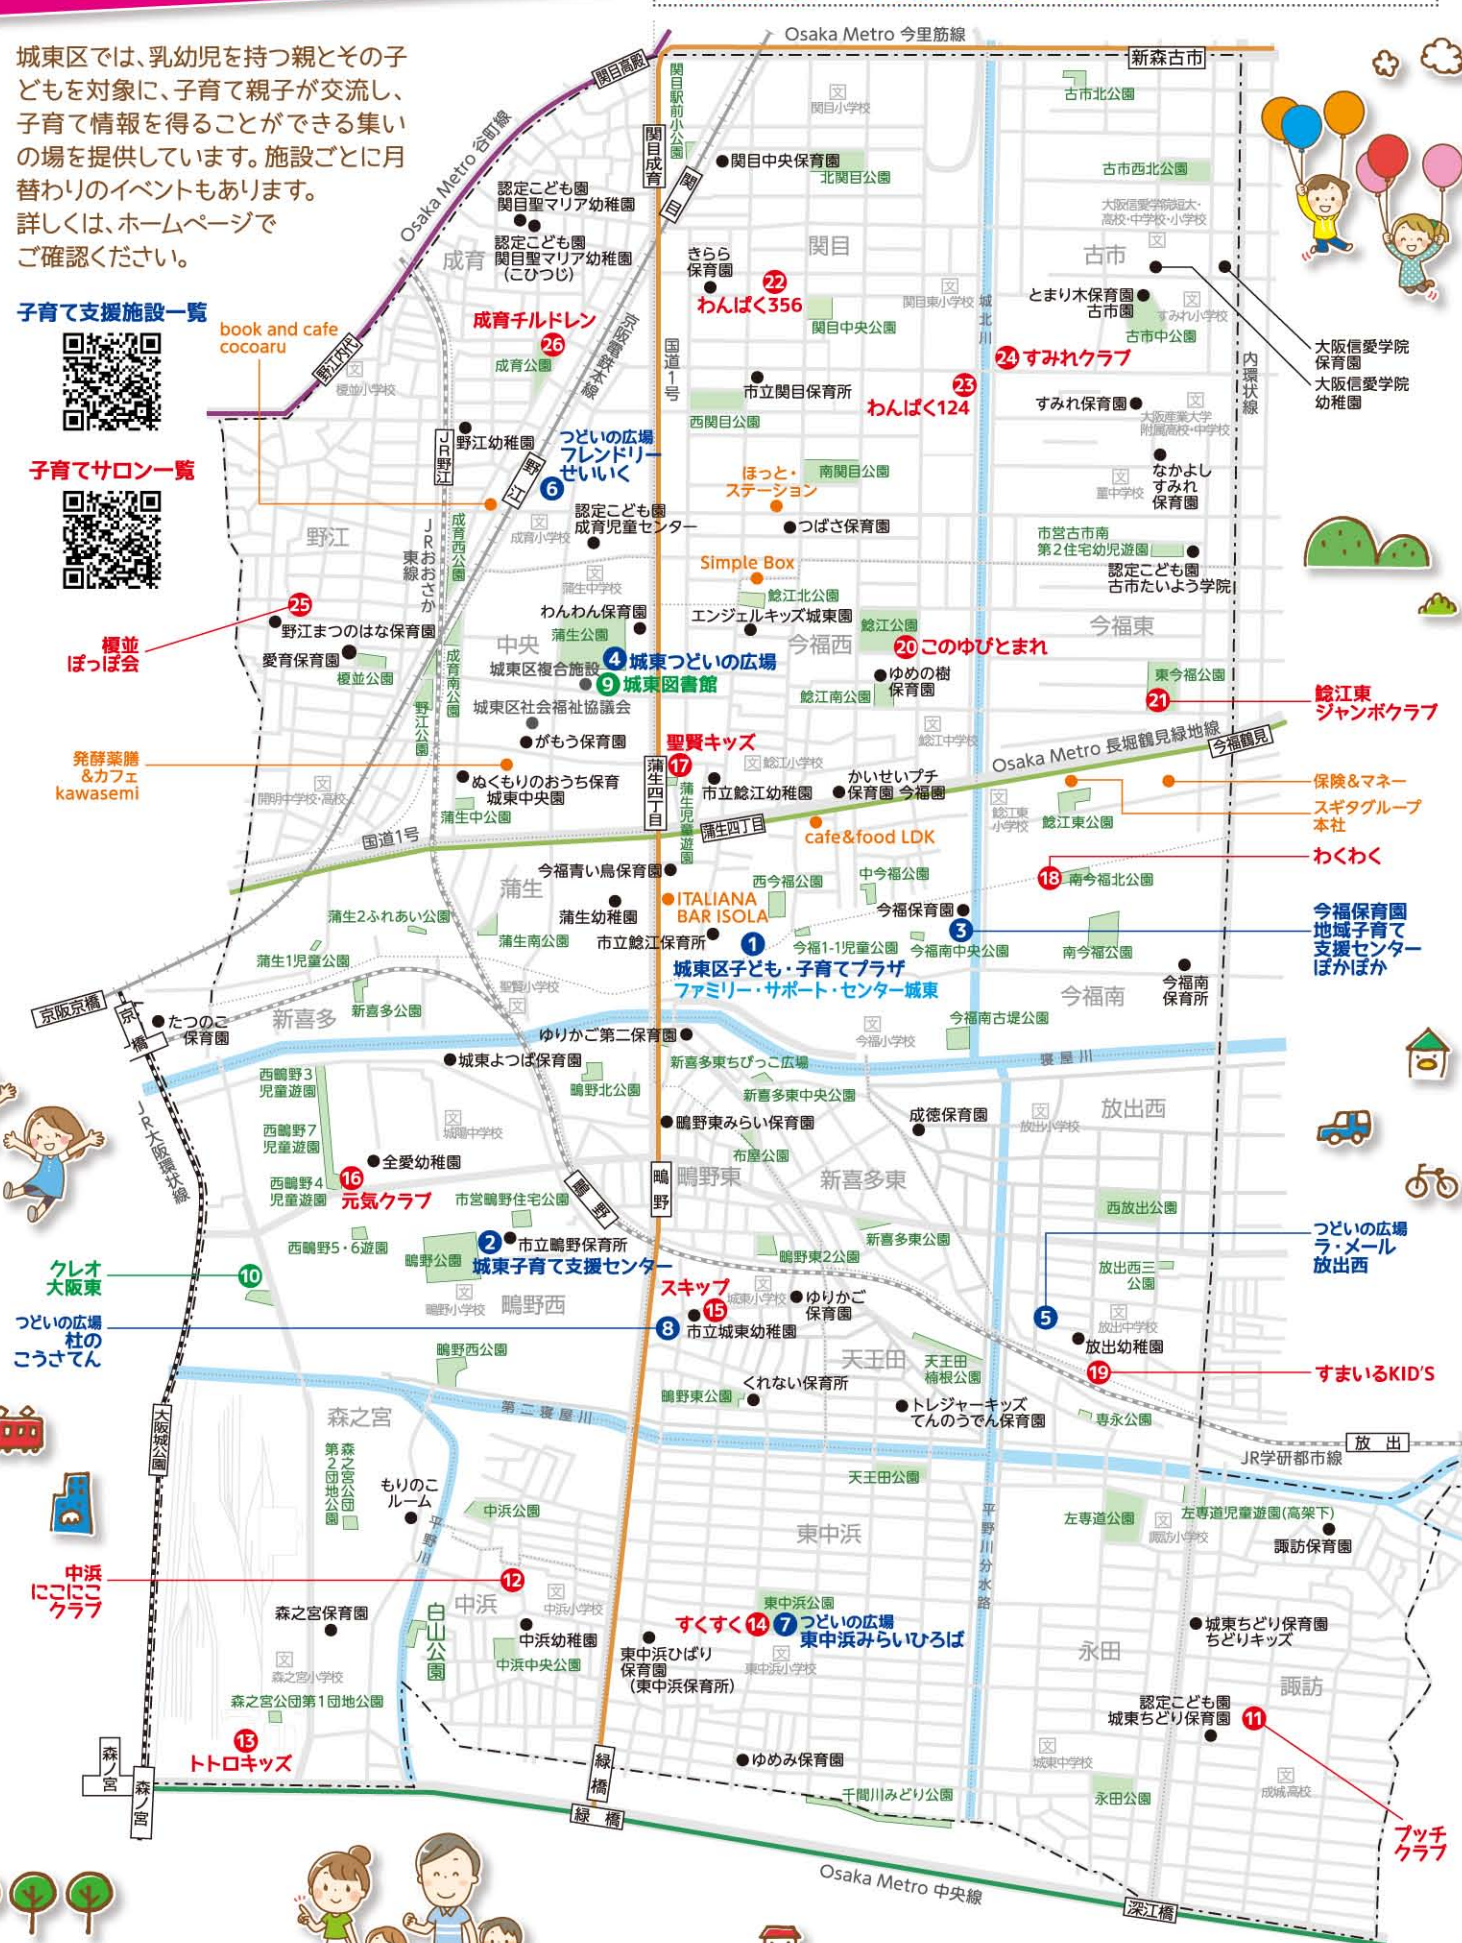 城東区では、乳幼児を持つ親とその子
どもを対象に、子育て親子が交流し、
子育て情報を得ることができる集い
の場を提供しています。施設ごとに月
替わりのイベントもあります。
詳しくは、ホームページで
ご確認ください。
子育て支援施設一覧
子育てサロン一覧
Osaka Metro 今里筋線
新森古市
関目高殿
Osaka Metro 谷町線
関目駅前小公園
関目成育
関目
関目小学校
古市北公園
関目中央保育園
北関目公園
古市西北公園
認定こども園
関目聖マリア幼稚園
認定こども園
関目聖マリア幼稚園
(こひつじ)
成育
大阪信愛学院短大・
高校・中学校・小学校
関目
古市
きらら
保育園
22
わんぱく356
関目東小学校
城北川
とまり木保育園
古市園
すみれ小学校
古市中公園
関目中央公園
大阪信愛学院
保育園
大阪信愛学院
幼稚園
内環状線
book and cafe
cocoaru
野江内代
榎並小学校
成育チルドレン
26
成育公園
京阪電鉄本線
国道1号
24 すみれクラブ
市立関目保育所
23
わんぱく124
すみれ保育園
大阪産業大学
附属高校・中学校
西関目公園
JR野江
野江幼稚園
野江
つどいの広場
フレンドリー
せいいく
6
ほっと・
ステーション
南関目公園
なかよし
すみれ
保育園
菫中学校
認定こども園
成育児童センター
成育小学校
つばさ保育園
市営古市南
第2住宅幼児遊園
認定こども園
古市たいよう学院
野江
JRおおさか
東線
成育西公園
Simple Box
蒲生中学校
鯰江北公園
25
野江まつのはな保育園
榎並
ぽっぽ会
愛育保育園
榎並公園
わんわん保育園
蒲生公園
中央
エンジェルキッズ城東園
今福西
鯰江公園
20 このゆびとまれ
今福東
4 城東つどいの広場
城東区複合施設
9 城東図書館
成育南公園
野江公園
城東区社会福祉協議会
がもう保育園
ゆめの樹
保育園
鯰江南公園
東今福公園
21
鯰江東
ジャンボクラブ
鯰江中学校
Osaka Metro 長堀鶴見緑地線
今福鶴見
発酵薬膳
&カフェ
kawasemi
聖賢キッズ
17
蒲生四丁目
鯰江小学校
市立鯰江幼稚園
かいせいプチ
保育園 今福園
ぬくもりのおうち保育
城東中央園
開明中学校・高校
蒲生中公園
蒲生児童遊園
蒲生四丁目
cafe&food LDK
鯰江東
小学校
鯰江東公園
保険&マネー
スギタグループ
本社
国道1号
わくわく
18
南今福北公園
今福青い鳥保育園
蒲生
西今福公園
中今福公園
ITALIANA
BAR ISOLA
今福保育園
3
今福保育園
地域子育て
支援センター
ぽかぽか
蒲生2ふれあい公園
蒲生幼稚園
蒲生南公園
市立鯰江保育所
1
城東区子ども・子育てプラザ
ファミリー・サポート・センター城東
今福1-1児童公園
今福南中央公園
南今福公園
蒲生1児童公園
今福南
保育所
今福南
聖賢小学校
京阪京橋
京橋
たつのこ
保育園
新喜多
新喜多公園
ゆりかご第二保育園
今福小学校
今福南古堤公園
寝屋川
城東よつば保育園
新喜多東ちびっこ広場
西鴫野3
児童遊園
鴫野北公園
新喜多東中央公園
JR大阪環状線
西鴫野7
児童遊園
城陽中学校
鴫野東みらい保育園
成徳保育園
放出小学校
放出西
全愛幼稚園
布屋公園
西鴫野4
児童遊園
16
元気クラブ
市営鴫野住宅公園
鴫野
鴫野
鴫野東
新喜多東
西放出公園
西鴫野5・6遊園
鴫野公園
2
市立鴫野保育所
城東子育て支援センター
新喜多東公園
鴫野東2公園
つどいの広場
ラ・メール
放出西
放出西三
公園
クレオ
大阪東
10
鴫野小学校
鴫野西
スキップ
15
城東小学校
ゆりかご
保育園
5
放出中学校
放出幼稚園
つどいの広場
杜の
こうさてん
8
市立城東幼稚園
鴫野西公園
天王田
天王田
楠根公園
19
すまいるKID'S
くれない保育所
鴫野東公園
トレジャーキッズ
てんのうでん保育園
専永公園
第二寝屋川
放出
JR学研都市線
大阪城公園
森之宮
森之宮公団
第2団地公園
もりのこ
ルーム
中浜公園
平野川
天王田公園
東中浜
平野川分水路
左専道公園
左専道児童遊園(高架下)
諏訪小学校
諏訪保育園
中浜
にこにこ
クラブ
12
中浜
中浜小学校
白山公園
中浜幼稚園
中浜中央公園
森之宮保育園
森之宮小学校
東中浜公園
すくすく 14
7 つどいの広場
東中浜みらいひろば
東中浜ひばり
保育園
(東中浜保育所)
東中浜小学校
城東ちどり保育園
ちどりキッズ
永田
諏訪
認定こども園
城東ちどり保育園
11
プッチ
クラブ
森之宮公団第1団地公園
13
トトロキッズ
森ノ宮
森ノ宮
緑橋
緑橋
ゆめみ保育園
千間川みどり公園
城東中学校
永田公園
成城高校
Osaka Metro 中央線
深江橋